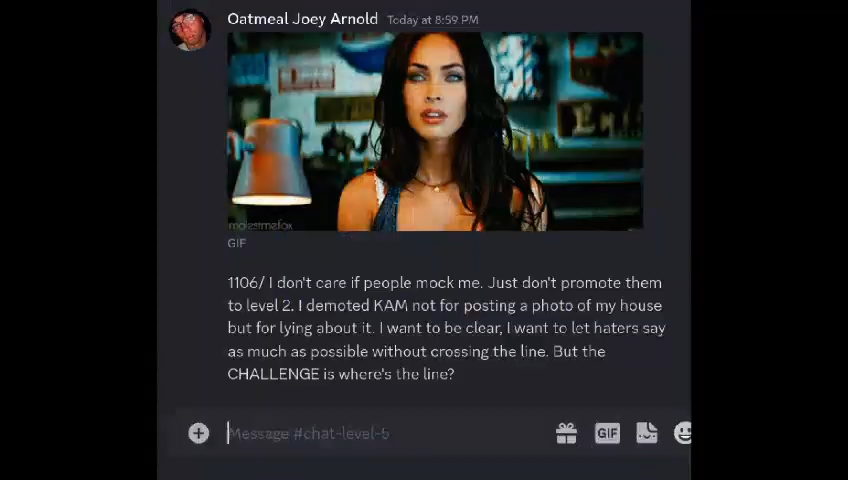 Oatmeal Joey Arnold Today at 8:59 PM
molestmefox
GIF
1106/ I don't care if people mock me. Just don't promote them
to level 2. I demoted KAM not for posting a photo of my house
but for lying about it. I want to be clear, I want to let haters say
as much as possible without crossing the line. But the
CHALLENGE is where's the line?
Message #chat-level-5
GIF